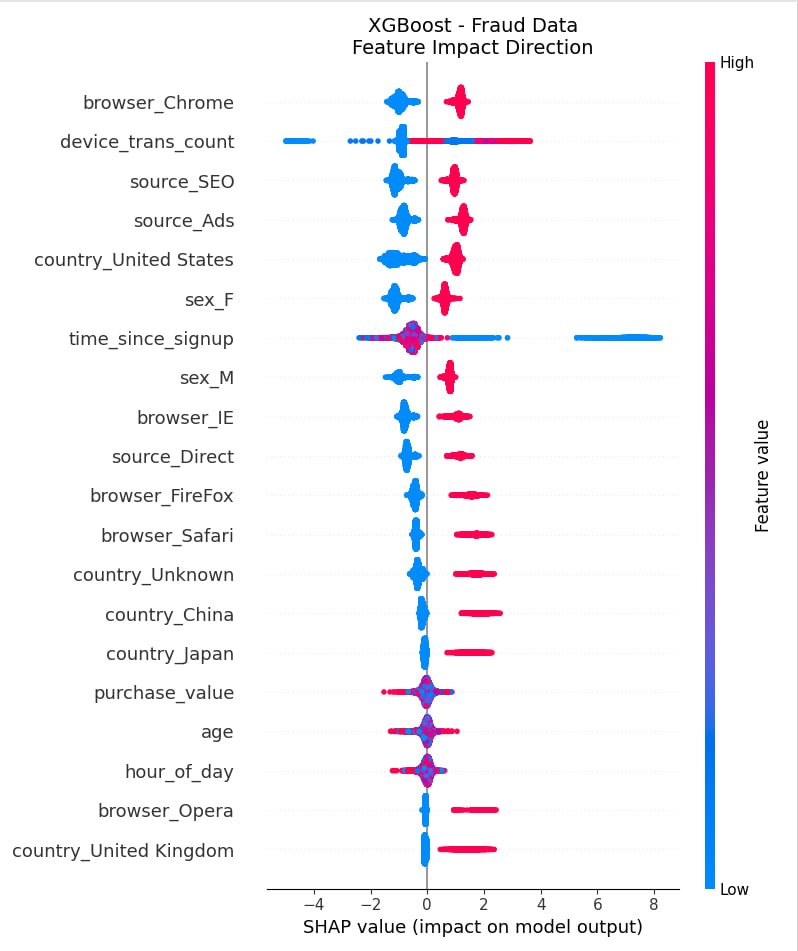 XGBoost - Fraud Data
Feature Impact Direction
High
browser_Chrome
device_trans_count
source_SEO
source_Ads
country_United States
sex_F
time_since_signup
sex_M
browser_IE
source_Direct
browser_FireFox
browser_Safari
country_Unknown
country_China
country_Japan
purchase_value
age
hour_of_day
browser_Opera
country_United Kingdom
Feature value
Low
−4 −2 0 2 4 6 8
SHAP value (impact on model output)